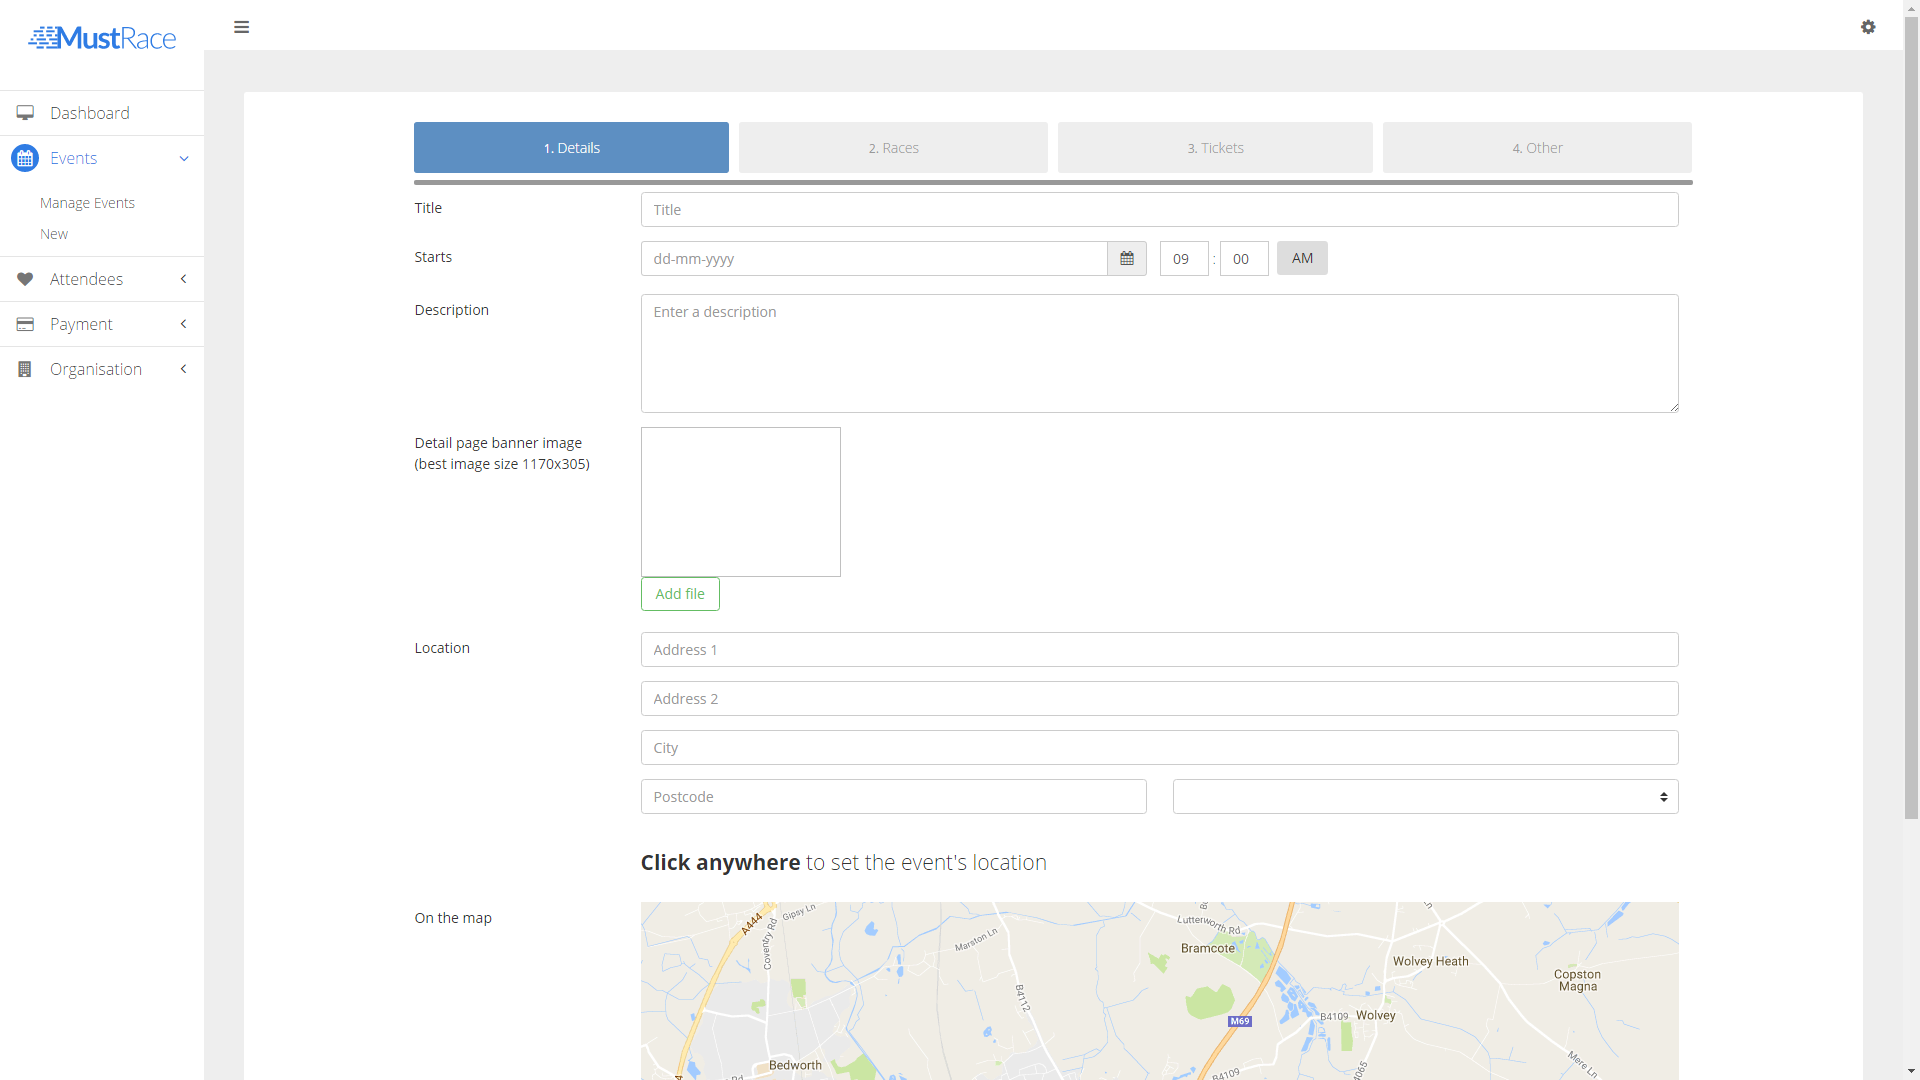 MustRace
Dashboard
Events
Manage Events
New
Attendees
Payment
Organisation
1. Details
2. Races
3. Tickets
4. Other
Title
Title
Starts
dd-mm-yyyy
09 : 00 AM
Description
Enter a description
Detail page banner image
(best image size 1170x305)
Add file
Location
Address 1
Address 2
City
Postcode
Click anywhere to set the event's location
On the map
A444
Gipsy Ln
Coventry Rd
Marston Ln
B4112
Lutterworth Rd
Bramcote
Wolvey Heath
Copston
Magna
M69
B4109
Wolvey
Bedworth
B4109
Mere Ln